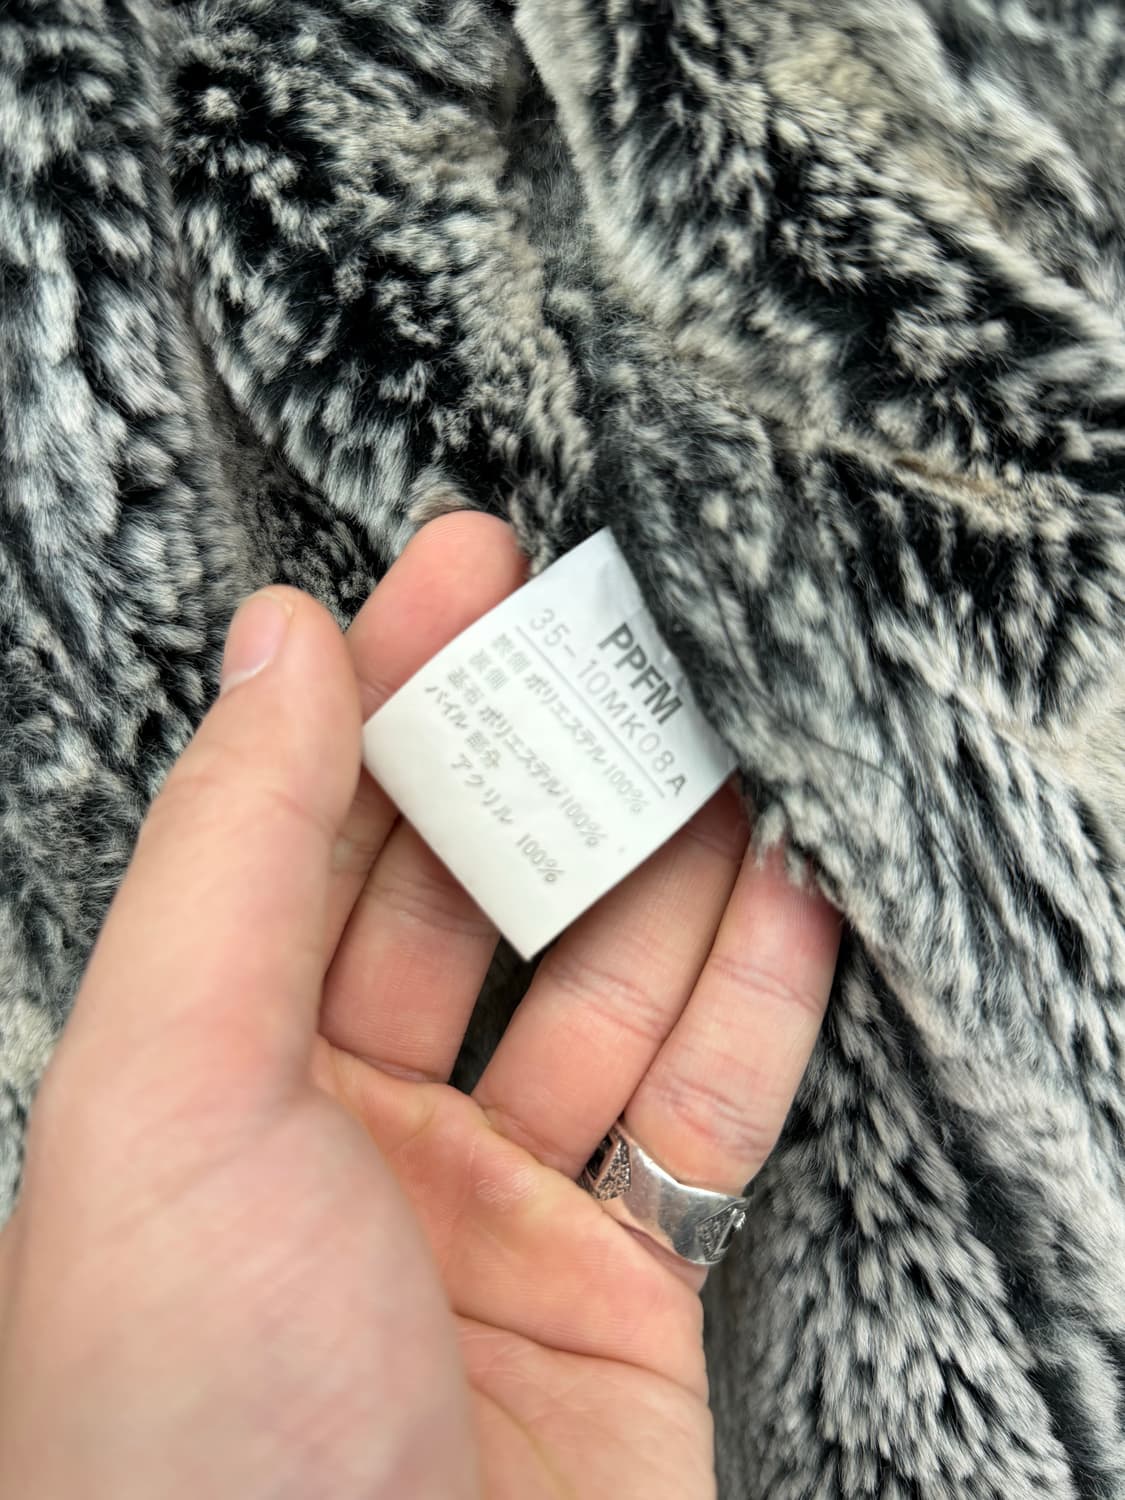 PPFM
35-10MK08A
表側 ポリエステル100%
裏側
基布 ポリエステル100%
パイル部分
アクリル 100%